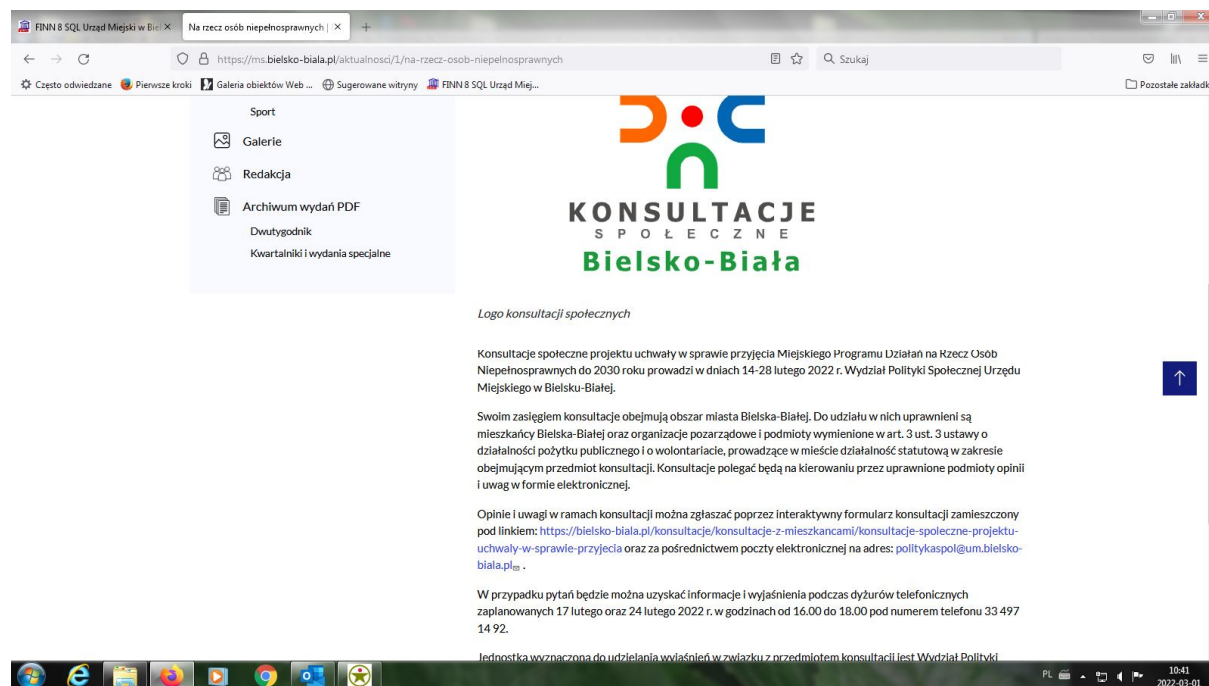 FINN 8 SQL Urząd Miejski w Biel
Na rzecz osób niepełnosprawnych |
https://ms.bielsko-biala.pl/aktualnosci/1/na-rzecz-osob-niepelnosprawnych
Szukaj
Często odwiedzane Pierwsze kroki Galeria obiektów Web ... Sugerowane witryny FINN 8 SQL Urząd Miej... Pozostałe zakładk
Sport
Galerie
Redakcja
Archiwum wydań PDF
Dwutygodnik
Kwartalniki i wydania specjalne
KONSULTACJE
SPOŁECZNE
Bielsko-Biała
Logo konsultacji społecznych
Konsultacje społeczne projektu uchwały w sprawie przyjęcia Miejskiego Programu Działań na Rzecz Osób
Niepełnosprawnych do 2030 roku prowadzi w dniach 14-28 lutego 2022 r. Wydział Polityki Społecznej Urzędu
Miejskiego w Bielsku-Białej.
Swoim zasięgiem konsultacje obejmują obszar miasta Bielska-Białej. Do udziału w nich uprawnieni są
mieszkańcy Bielska-Białej oraz organizacje pozarządowe i podmioty wymienione w art. 3 ust. 3 ustawy o
działalności pożytku publicznego i o wolontariacie, prowadzące w mieście działalność statutową w zakresie
obejmującym przedmiot konsultacji. Konsultacje polegać będą na kierowaniu przez uprawnione podmioty opinii
i uwag w formie elektronicznej.
Opinie i uwagi w ramach konsultacji można zgłaszać poprzez interaktywny formularz konsultacji zamieszczony
pod linkiem: https://bielsko-biala.pl/konsultacje/konsultacje-z-mieszkancami/konsultacje-spoleczne-projektu-
uchwaly-w-sprawie-przyjecia oraz za pośrednictwem poczty elektronicznej na adres: politykaspol@um.bielsko-
biala.pl .
W przypadku pytań będzie można uzyskać informacje i wyjaśnienia podczas dyżurów telefonicznych
zaplanowanych 17 lutego oraz 24 lutego 2022 r. w godzinach od 16.00 do 18.00 pod numerem telefonu 33 497
14 92.
Jednostką wyznaczoną do udzielania wyjaśnień w związku z przedmiotem konsultacji jest Wydział Polityki
PL
10:41
2022-03-01